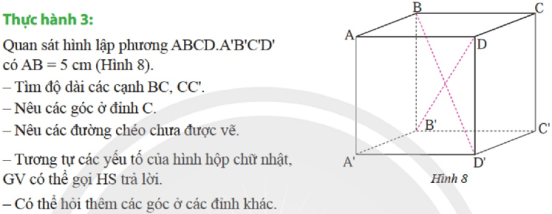 Thực hành 3:
Quan sát hình lập phương ABCD.A'B'C'D'
có AB = 5 cm (Hình 8).
– Tìm độ dài các cạnh BC, CC'.
– Nêu các góc ở đỉnh C.
– Nêu các đường chéo chưa được vẽ.
– Tương tự các yếu tố của hình hộp chữ nhật,
GV có thể gọi HS trả lời.
– Có thể hỏi thêm các góc ở các đỉnh khác.
B
C
A
D
B'
C'
A'
D'
Hình 8